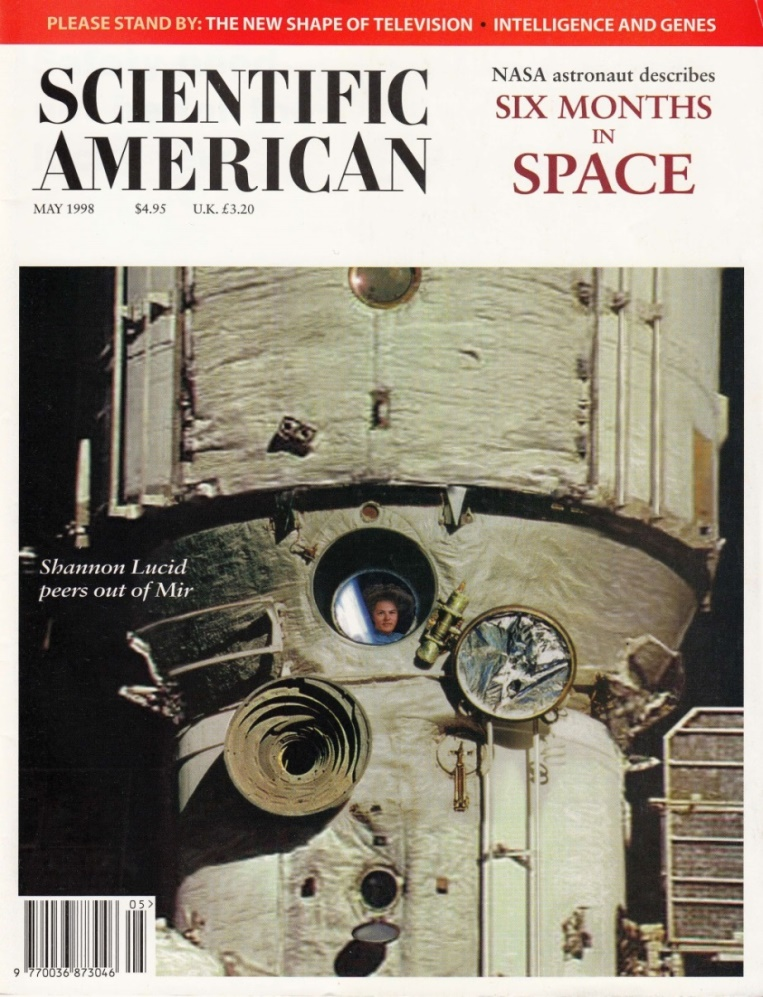 PLEASE STAND BY: THE NEW SHAPE OF TELEVISION • INTELLIGENCE AND GENES
SCIENTIFIC
AMERICAN
MAY 1998 $4.95 U.K. £3.20
NASA astronaut describes
SIX MONTHS
IN
SPACE
Shannon Lucid
peers out of Mir
05>
9 770036 873046